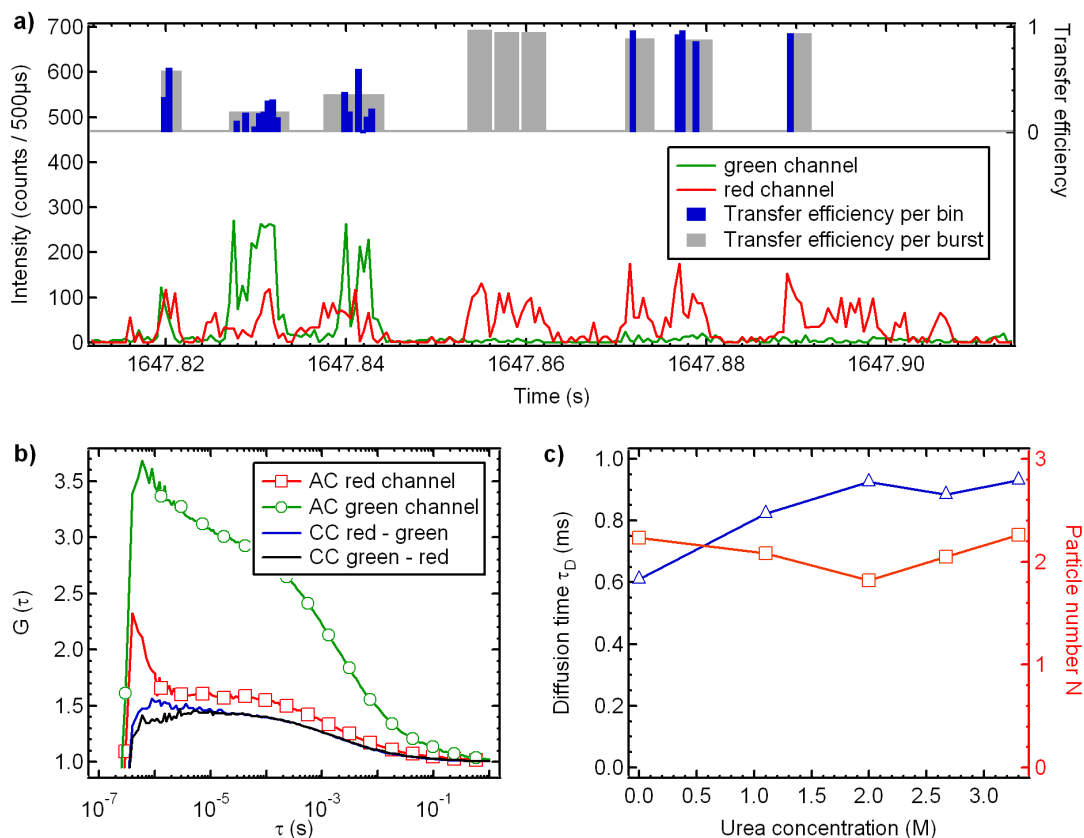 a)
700
600
500
400
300
200
100
0
Intensity (counts / 500µs)
1
0
Transfer efficiency
green channel
red channel
Transfer efficiency per bin
Transfer efficiency per burst
1647.82
1647.84
1647.86
1647.88
1647.90
Time (s)
b)
3.5
3.0
2.5
2.0
1.5
1.0
G (τ)
AC red channel
AC green channel
CC red - green
CC green - red
10-7
10-5
10-3
10-1
τ (s)
c)
1.0
0.8
0.6
0.4
0.2
0.0
Diffusion time τD (ms)
3
2
1
0
Particle number N
0.0
0.5
1.0
1.5
2.0
2.5
3.0
Urea concentration (M)